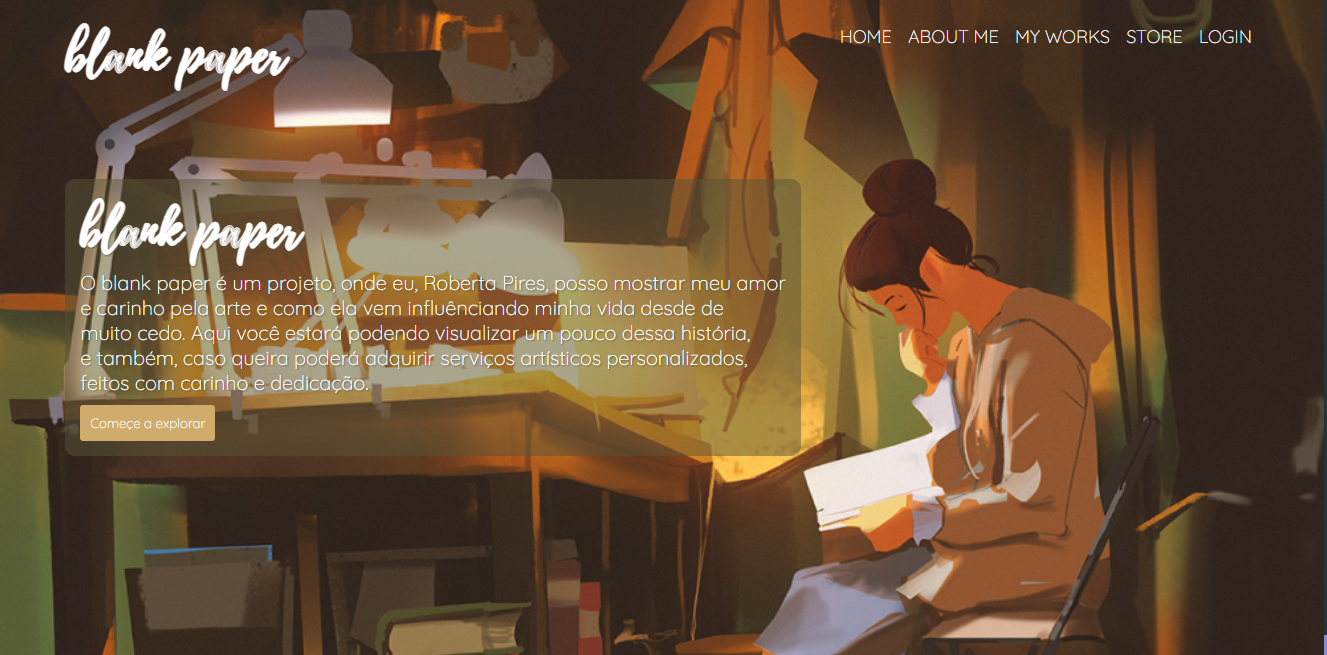 blank paper
HOME ABOUT ME MY WORKS STORE LOGIN
blank paper
O blank paper é um projeto, onde eu, Roberta Pires, posso mostrar meu amor
e carinho pela arte e como ela vem influênciando minha vida desde de
muito cedo. Aqui você estará podendo visualizar um pouco dessa história,
e também, caso queira poderá adquirir serviços artísticos personalizados,
feitos com carinho e dedicação.
Começe a explorar